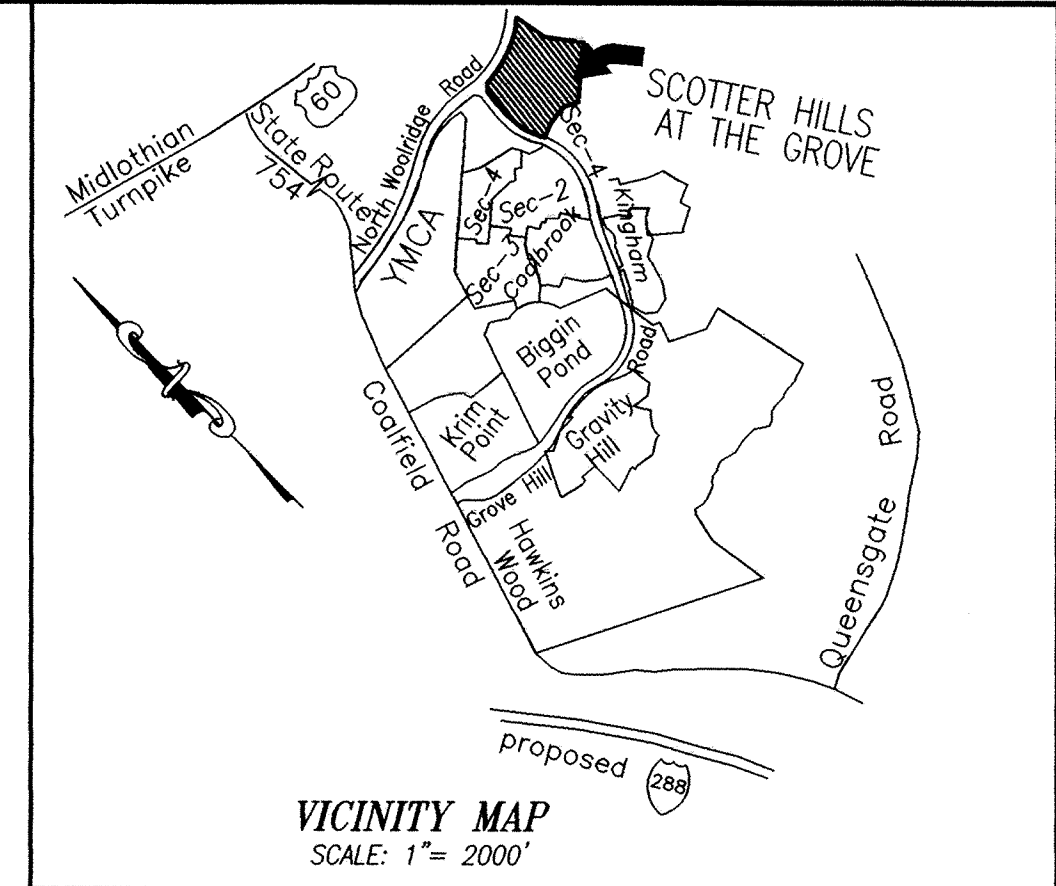 60
Midlothian
Turnpike
State Route
754
North Woolridge Road
SCOTTER HILLS
AT THE GROVE
YMCA
Sec-4
Sec-4
Sec-2
Sec-3
Coalbrook
Kingham
Biggin
Pond
Krim
Point
Gravity
Hill
Grove Hill Road
Coalfield Road
Hawkins
Wood
Queensgate Road
proposed
288
VICINITY MAP
SCALE: 1"= 2000'